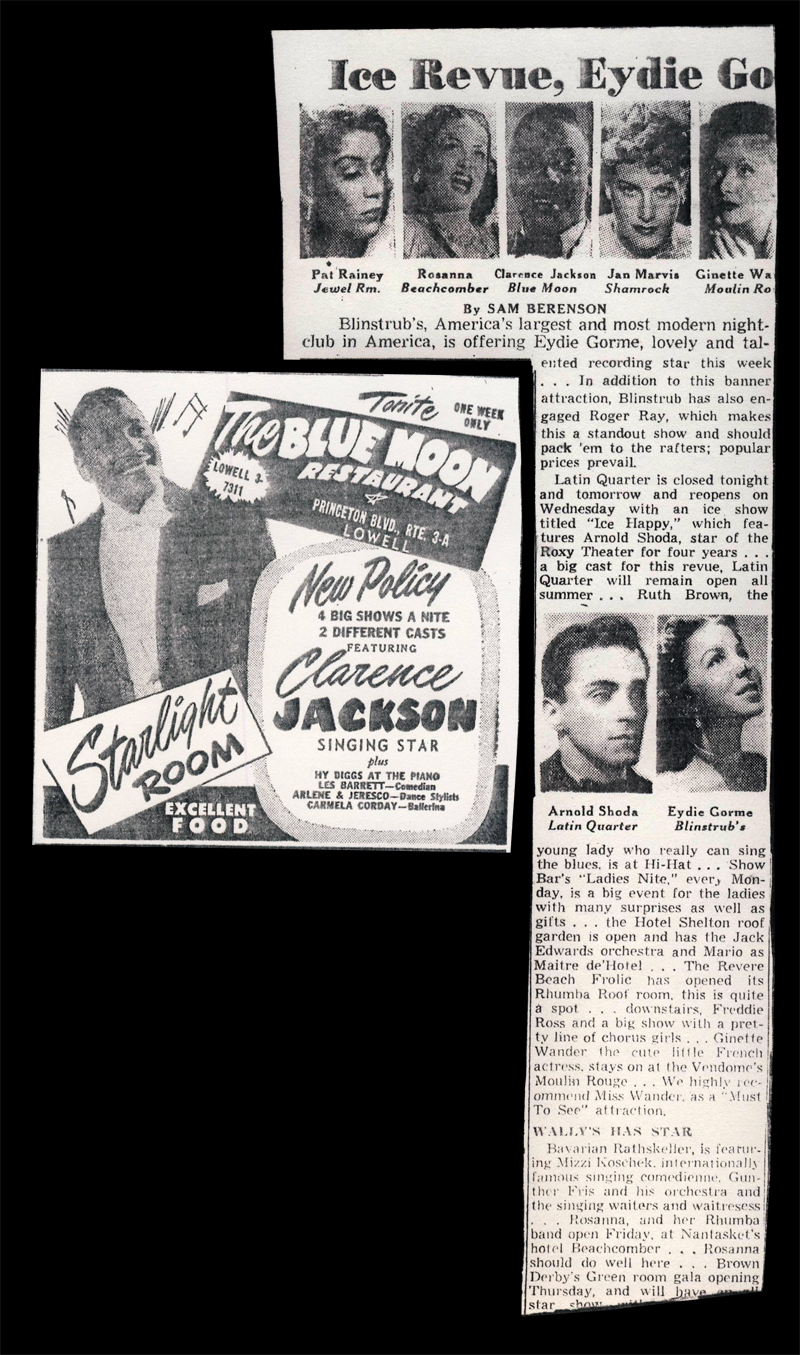 Ice Revue, Eydie Go
Pat Rainey
Jewel Rm.
Rosanna
Beachcomber
Clarence Jackson
Blue Moon
Jan Marvis
Shamrock
Ginette Wa
Moulin Ro
By SAM BERENSON
Blinstrub's, America's largest and most modern night-
club in America, is offering Eydie Gorme, lovely and tal-
ented recording star this week
. . . In addition to this banner
attraction, Blinstrub has also en-
gaged Roger Ray, which makes
this a standout show and should
pack 'em to the rafters; popular
prices prevail.
Latin Quarter is closed tonight
and tomorrow and reopens on
Wednesday with an ice show
titled "Ice Happy," which fea-
tures Arnold Shoda, star of the
Roxy Theater for four years . . .
a big cast for this revue, Latin
Quarter will remain open all
summer . . . Ruth Brown, the
Arnold Shoda
Latin Quarter
Eydie Gorme
Blinstrub's
young lady who really can sing
the blues, is at Hi-Hat . . . Show
Bar's "Ladies Nite," every Mon-
day, is a big event for the ladies
with many surprises as well as
gifts . . . the Hotel Shelton roof
garden is open and has the Jack
Edwards orchestra and Mario as
Maitre de'Hotel . . . The Revere
Beach Frolic has opened its
Rhumba Roof room, this is quite
a spot . . . downstairs, Freddie
Ross and a big show with a pret-
ty line of chorus girls . . . Ginette
Wander the cute little French
actress, stays on at the Vendome's
Moulin Rouge . . . We highly rec-
ommend Miss Wander, as a "Must
To See" attraction.
WALLY'S HAS STAR
Bavarian Rathskeller, is featur-
ing Mizzi Koschek, internationally
famous singing comedienne, Gun-
ther Fris and his orchestra and
the singing waiters and waitresess
. . . Rosanna, and her Rhumba
band open Friday, at Nantasket's
hotel Beachcomber . . . Rosanna
should do well here . . . Brown
Derby's Green room gala opening
Thursday, and will have an all
star show
Tonite
ONE WEEK
ONLY
The BLUE MOON
RESTAURANT
LOWELL 3-
7311
PRINCETON BLVD., RTE. 3-A
LOWELL
New Policy
4 BIG SHOWS A NITE
2 DIFFERENT CASTS
FEATURING
Clarence
JACKSON
SINGING STAR
plus
HY DIGGS AT THE PIANO
LES BARRETT—Comedian
ARLENE & JERESCO—Dance Stylists
CARMELA CORDAY—Ballerina
Starlight
ROOM
EXCELLENT
FOOD